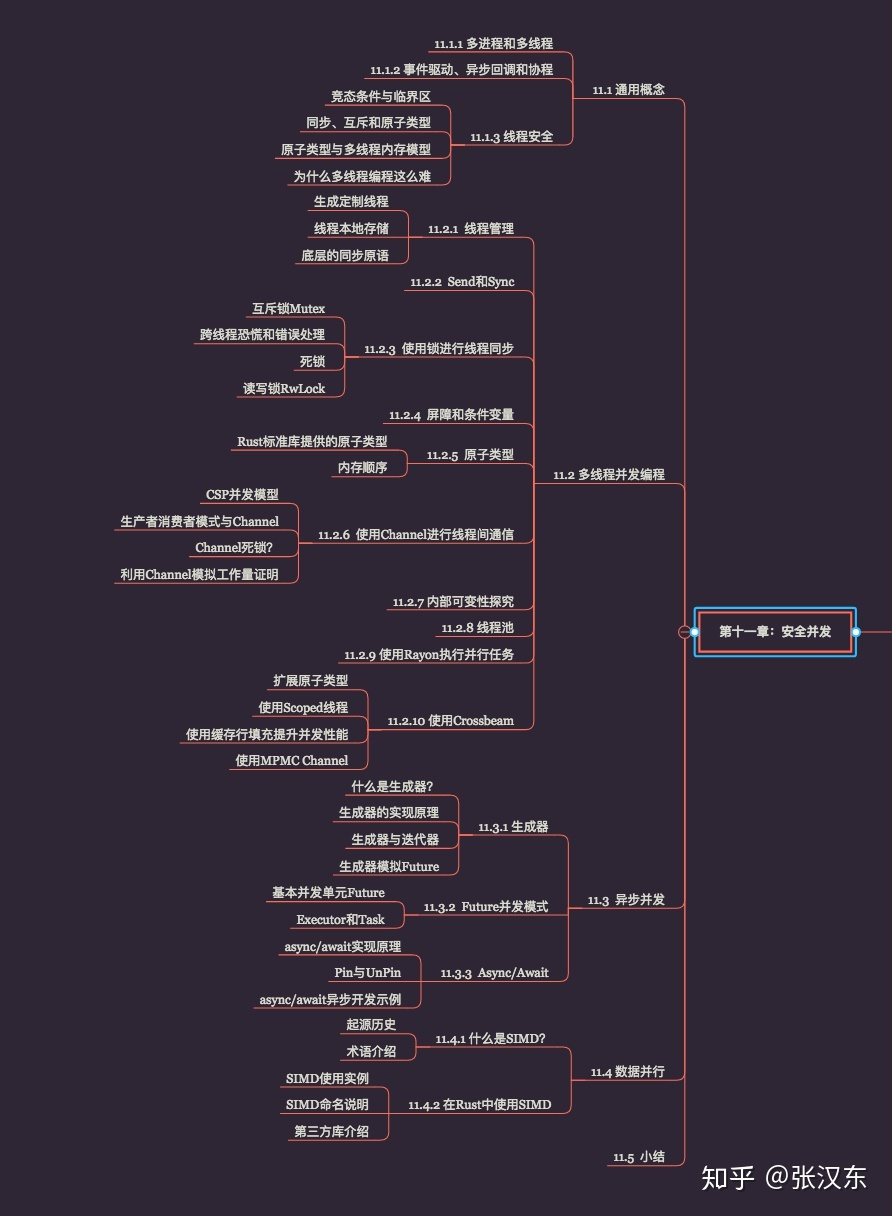 第十一章：安全并发
11.1 通用概念
11.1.1 多进程和多线程
11.1.2 事件驱动、异步回调和协程
11.1.3 线程安全
竞态条件与临界区
同步、互斥和原子类型
原子类型与多线程内存模型
为什么多线程编程这么难
11.2 多线程并发编程
11.2.1 线程管理
生成定制线程
线程本地存储
底层的同步原语
11.2.2 Send和Sync
11.2.3 使用锁进行线程同步
互斥锁Mutex
跨线程恐慌和错误处理
死锁
读写锁RwLock
11.2.4 屏障和条件变量
11.2.5 原子类型
Rust标准库提供的原子类型
内存顺序
11.2.6 使用Channel进行线程间通信
CSP并发模型
生产者消费者模式与Channel
Channel死锁？
利用Channel模拟工作量证明
11.2.7 内部可变性探究
11.2.8 线程池
11.2.9 使用Rayon执行并行任务
11.2.10 使用Crossbeam
扩展原子类型
使用Scoped线程
使用缓存行填充提升并发性能
使用MPMC Channel
11.3 异步并发
11.3.1 生成器
什么是生成器？
生成器的实现原理
生成器与迭代器
生成器模拟Future
11.3.2 Future并发模式
基本并发单元Future
Executor和Task
11.3.3 Async/Await
async/await实现原理
Pin与UnPin
async/await异步开发示例
11.4 数据并行
11.4.1 什么是SIMD？
起源历史
术语介绍
11.4.2 在Rust中使用SIMD
SIMD使用实例
SIMD命名说明
第三方库介绍
11.5 小结
知乎 @张汉东